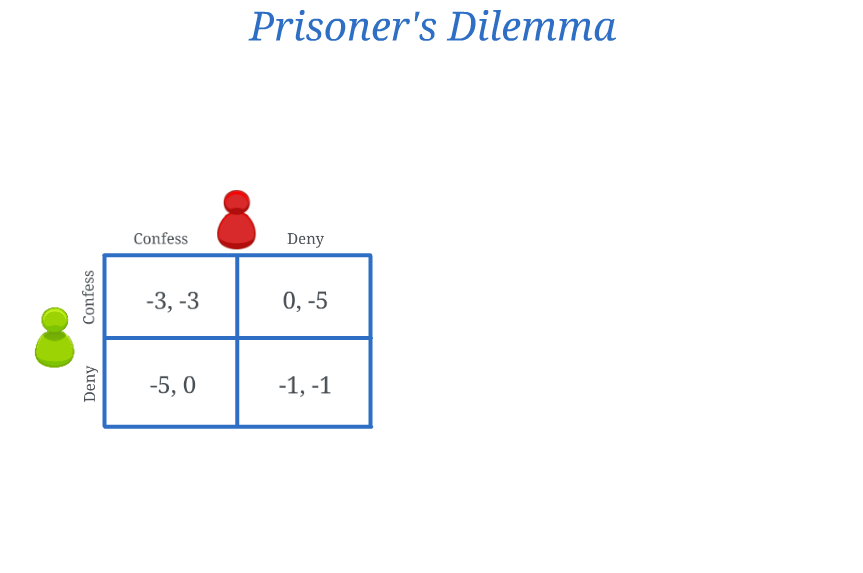 Prisoner's Dilemma
Confess Deny
Confess
-3, -3 0, -5
Deny
-5, 0 -1, -1